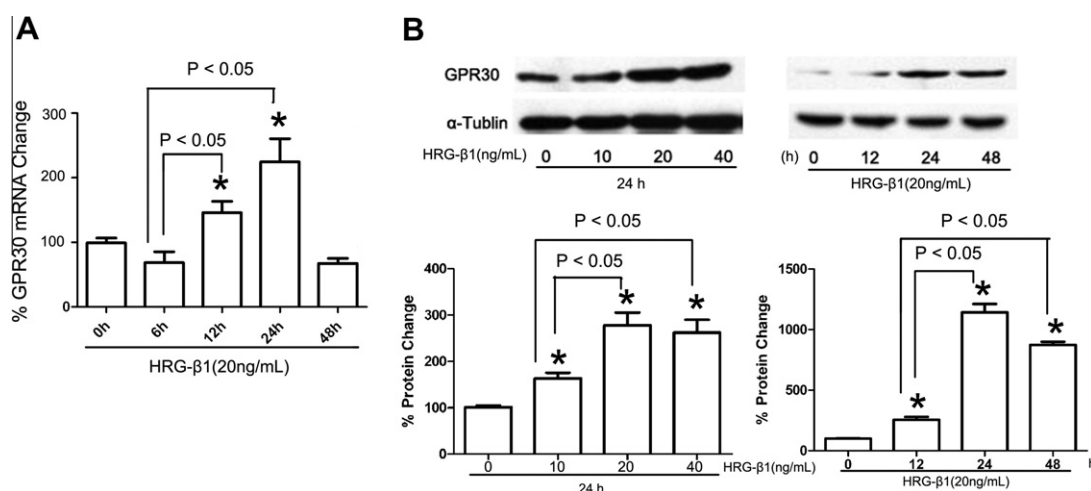 A
P < 0.05
P < 0.05
% GPR30 mRNA Change
300
200
100
0
*
*
0h 6h 12h 24h 48h
HRG-β1(20ng/mL)
B
GPR30
α-Tublin
HRG-β1(ng/mL) 0 10 20 40
24 h
(h) 0 12 24 48
HRG-β1(20ng/mL)
P < 0.05
P < 0.05
% Protein Change
400
300
200
100
0
*
*
*
0 10 20 40 HRG-β1(ng/mL)
24 h
P < 0.05
P < 0.05
% Protein Change
1500
1000
500
0
*
*
*
0 12 24 48 h
HRG-β1(20ng/mL)